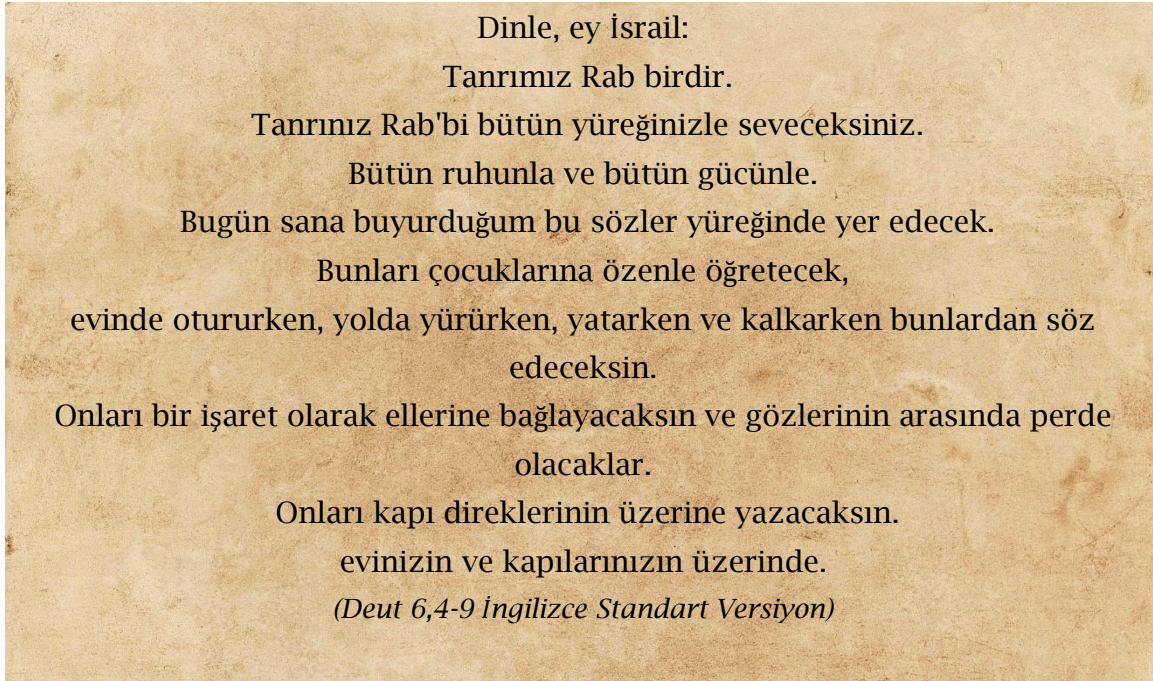 Dinle, ey İsrail:
Tanrımız Rab birdir.
Tanrınız Rab'bi bütün yüreğinizle seveceksiniz.
Bütün ruhunla ve bütün gücünle.
Bugün sana buyurduğum bu sözler yüreğinde yer edecek.
Bunları çocuklarına özenle öğretecek,
evinde otururken, yolda yürürken, yatarken ve kalkarken bunlardan söz
edeceksin.
Onları bir işaret olarak ellerine bağlayacaksın ve gözlerinin arasında perde
olacaklar.
Onları kapı direklerinin üzerine yazacaksın.
evinizin ve kapılarınızın üzerinde.
(Deut 6,4-9 İngilizce Standart Versiyon)